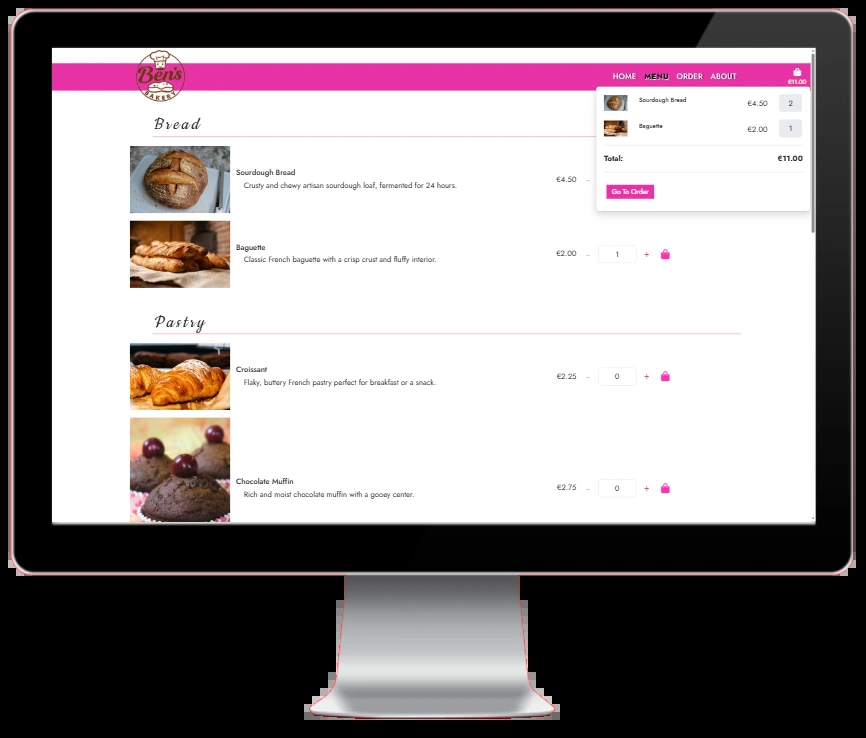 Ben's
BAKERY
HOME MENU ORDER ABOUT
€11.00
Sourdough Bread €4.50 2
Baguette €2.00 1
Total: €11.00
Go To Order
Bread
Sourdough Bread
Crusty and chewy artisan sourdough loaf, fermented for 24 hours.
€4.50 -
Baguette
Classic French baguette with a crisp crust and fluffy interior.
€2.00 - 1 +
Pastry
Croissant
Flaky, buttery French pastry perfect for breakfast or a snack.
€2.25 - 0 +
Chocolate Muffin
Rich and moist chocolate muffin with a gooey center.
€2.75 - 0 +